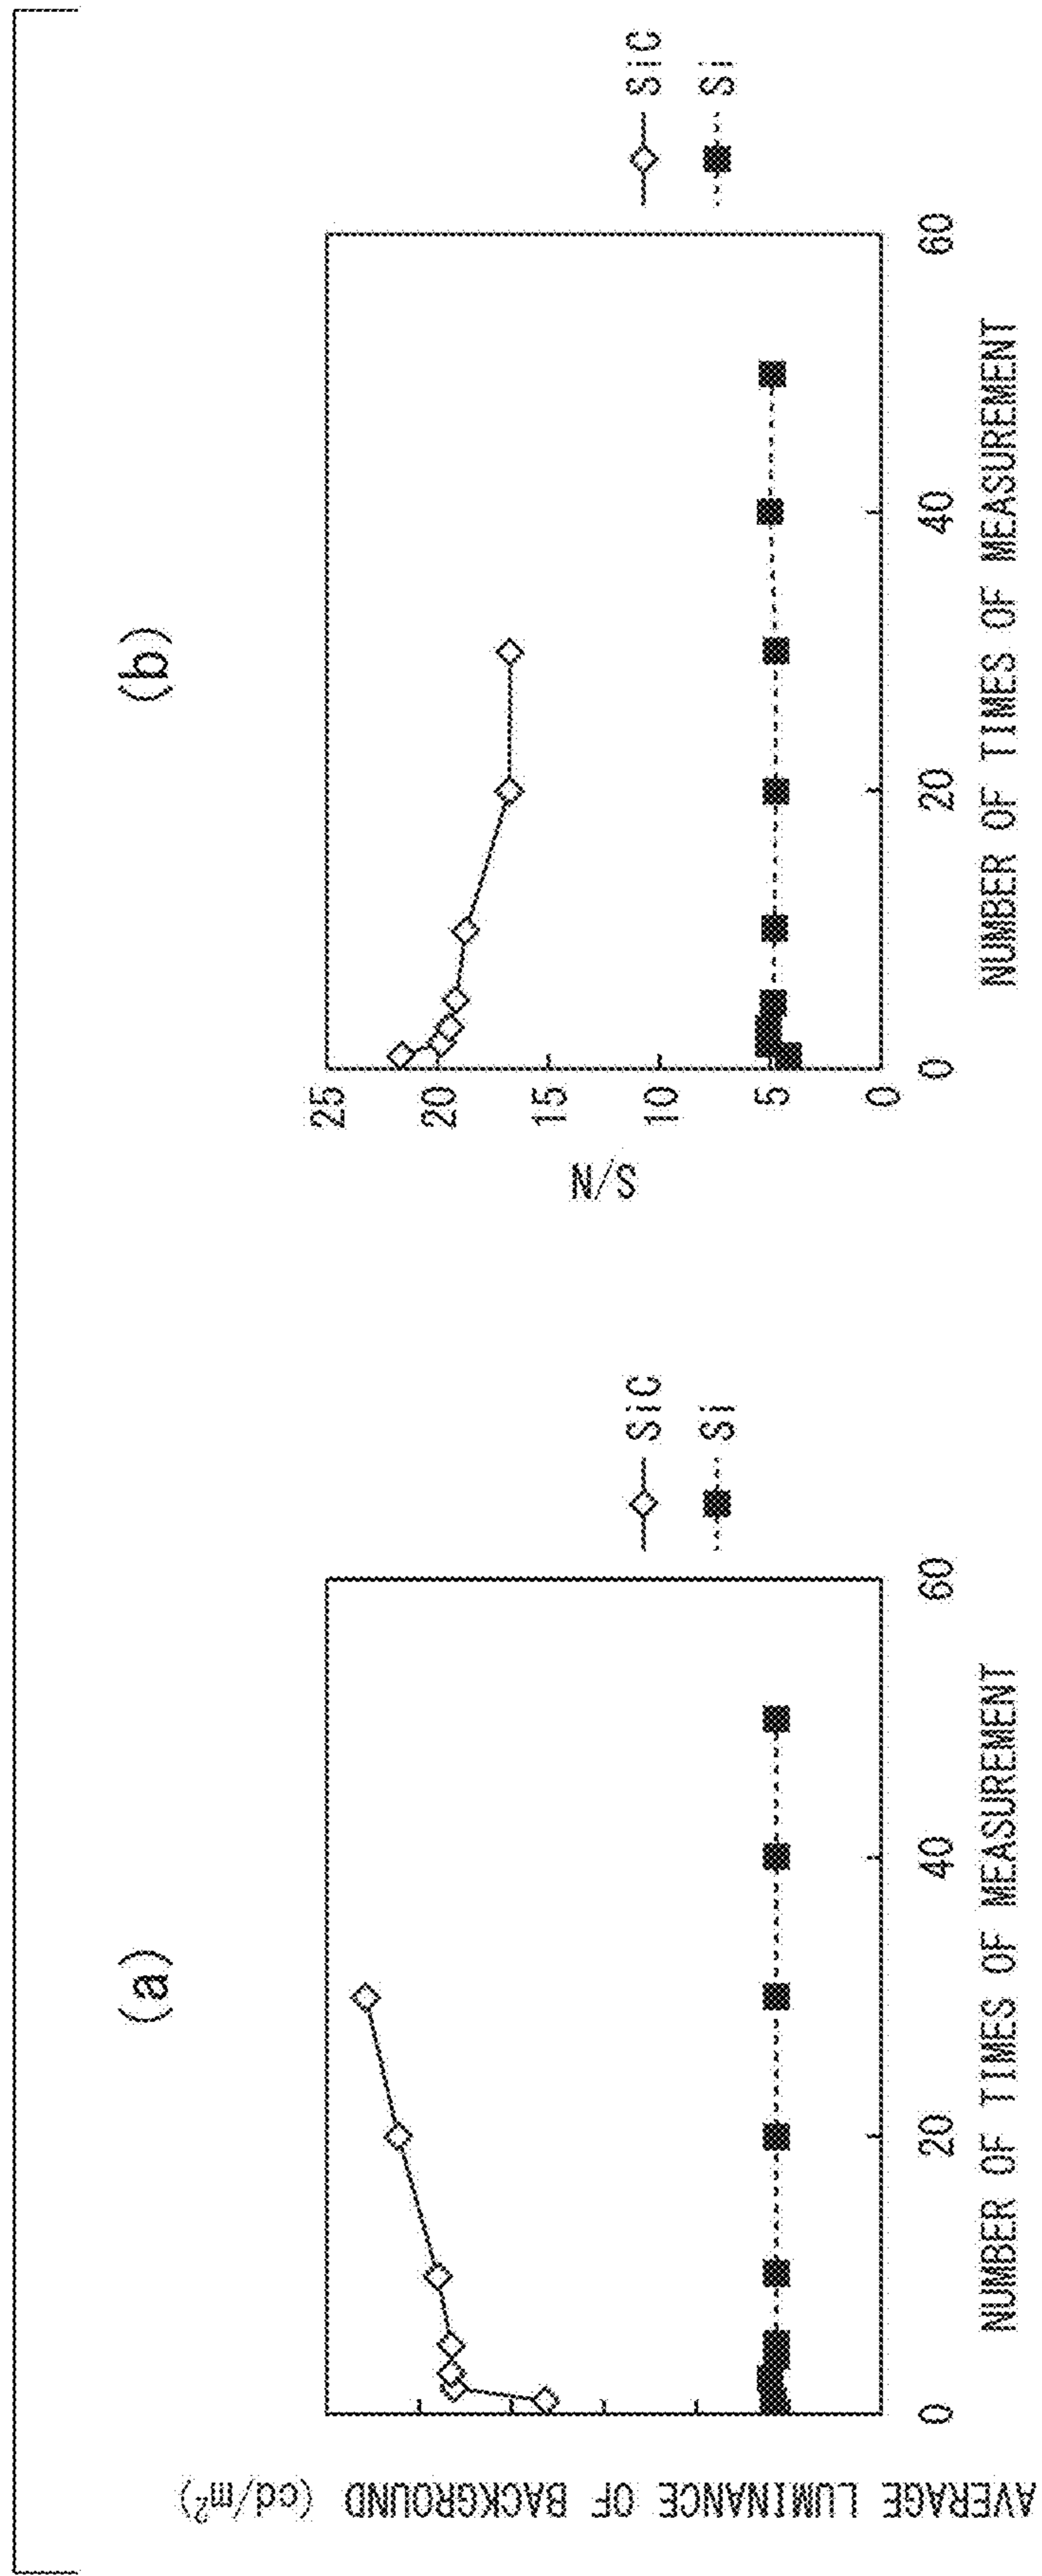 (a)
AVERAGE LUMINANCE OF BACKGROUND (cd/m²)
0
20
40
60
NUMBER OF TIMES OF MEASUREMENT
SiC
Si
(b)
S/N
25
20
15
10
5
0
0
20
40
60
NUMBER OF TIMES OF MEASUREMENT
SiC
Si